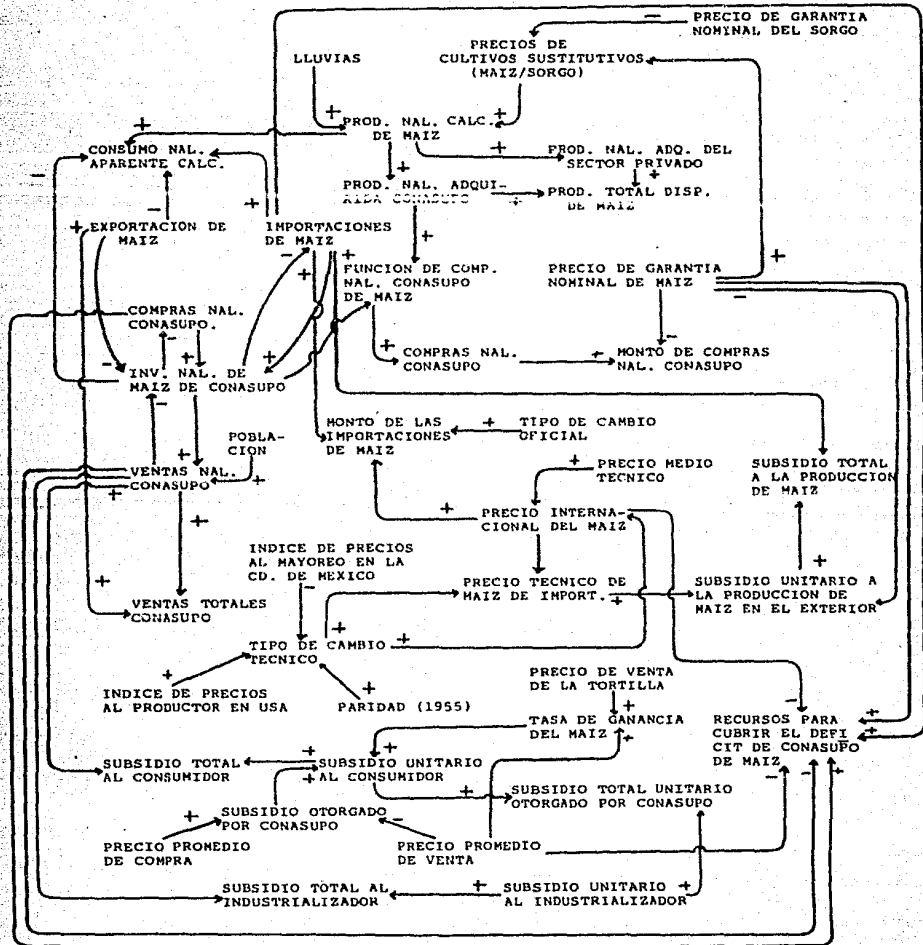 PRECIO DE GARANTIA
NOMINAL DEL SORGO
PRECIOS DE
CULTIVOS SUSTITUTIVOS
(MAIZ/SORGO)
LLUVIAS
PROD. NAL. CALC.
DE MAIZ
CONSUMO NAL.
APARENTE CALC.
PROD. NAL. ADQ. DEL
SECTOR PRIVADO
PROD. NAL. ADQUI-
RIDA CONASUPO
PROD. TOTAL DISP.
DE MAIZ
EXPORTACION DE
MAIZ
IMPORTACIONES
DE MAIZ
FUNCION DE COMP.
NAL. CONASUPO
DE MAIZ
PRECIO DE GARANTIA
NOMINAL DE MAIZ
COMPRAS NAL.
CONASUPO.
COMPRAS NAL.
CONASUPO
MONTO DE COMPRAS
NAL. CONASUPO
INV. NAL. DE
MAIZ DE CONASUPO
POBLA-
CION
MONTO DE LAS
IMPORTACIONES
DE MAIZ
TIPO DE CAMBIO
OFICIAL
VENTAS NAL.
CONASUPO
PRECIO MEDIO
TECNICO
SUBSIDIO TOTAL
A LA PRODUCCION
DE MAIZ
PRECIO INTERNA-
CIONAL DEL MAIZ
INDICE DE PRECIOS
AL MAYOREO EN LA
CD. DE MEXICO
PRECIO TECNICO DE
MAIZ DE IMPORT.
SUBSIDIO UNITARIO A
LA PRODUCCION DE
MAIZ EN EL EXTERIOR
VENTAS TOTALES
CONASUPO
TIPO DE CAMBIO
TECNICO
INDICE DE PRECIOS
AL PRODUCTOR EN USA
PARIDAD (1955)
PRECIO DE VENTA
DE LA TORTILLA
TASA DE GANANCIA
DEL MAIZ
RECURSOS PARA
CUBRIR EL DEFI
CIT DE CONASUPO
DE MAIZ
SUBSIDIO TOTAL
AL CONSUMIDOR
SUBSIDIO UNITARIO
AL CONSUMIDOR
SUBSIDIO TOTAL UNITARIO
OTORGADO POR CONASUPO
SUBSIDIO OTORGADO
POR CONASUPO
PRECIO PROMEDIO
DE COMPRA
PRECIO PROMEDIO
DE VENTA
SUBSIDIO TOTAL AL
INDUSTRIALIZADOR
SUBSIDIO UNITARIO
AL INDUSTRIALIZADOR